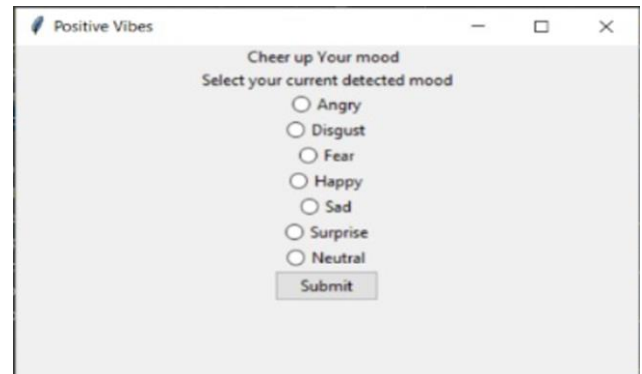 Positive Vibes
Cheer up Your mood
Select your current detected mood
Angry
Disgust
Fear
Happy
Sad
Surprise
Neutral
Submit